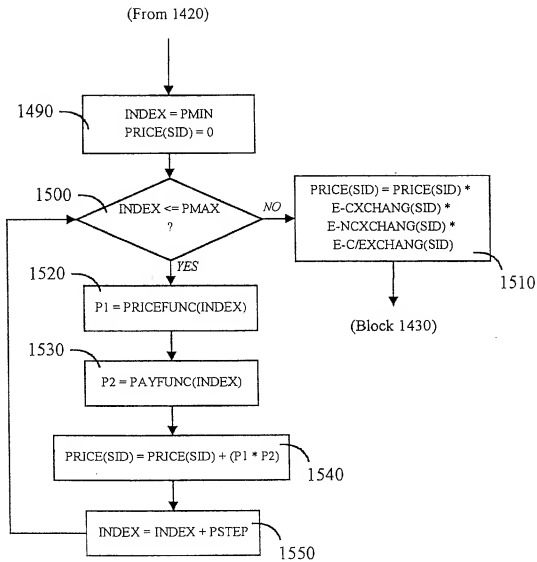 (From 1420)
1490
INDEX = PMIN
PRICE(SID) = 0
1500
INDEX <= PMAX
?
NO
PRICE(SID) = PRICE(SID) *
E-CXCHANG(SID) *
E-NCXCHANG(SID) *
E-C/EXCHANG(SID)
1510
(Block 1430)
YES
1520
P1 = PRICEFUNC(INDEX)
1530
P2 = PAYFUNC(INDEX)
PRICE(SID) = PRICE(SID) + (P1 * P2)
1540
INDEX = INDEX + PSTEP
1550